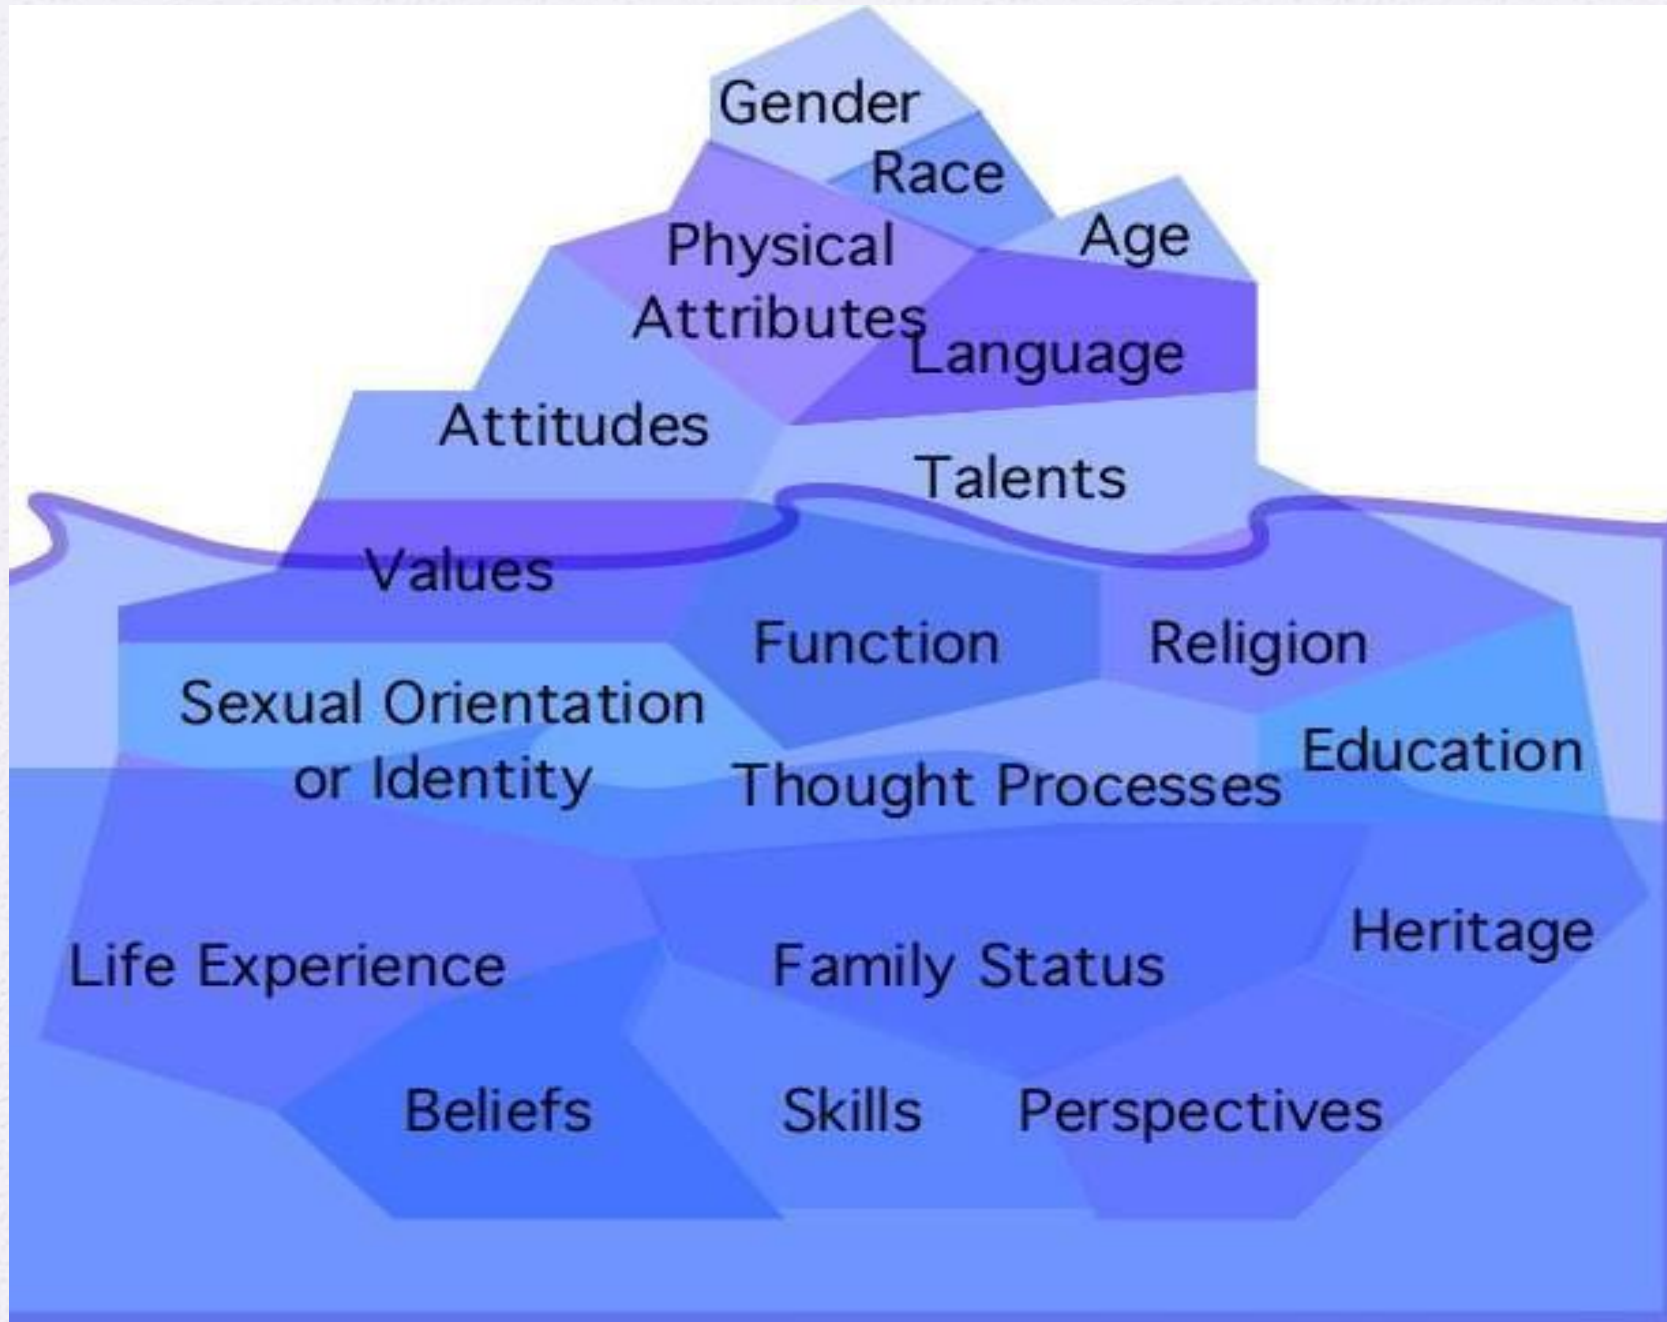 Gender
Race
Age
Physical
Attributes
Language
Attitudes
Talents
Values
Function
Religion
Sexual Orientation
or Identity
Thought Processes
Education
Life Experience
Family Status
Heritage
Beliefs
Skills
Perspectives